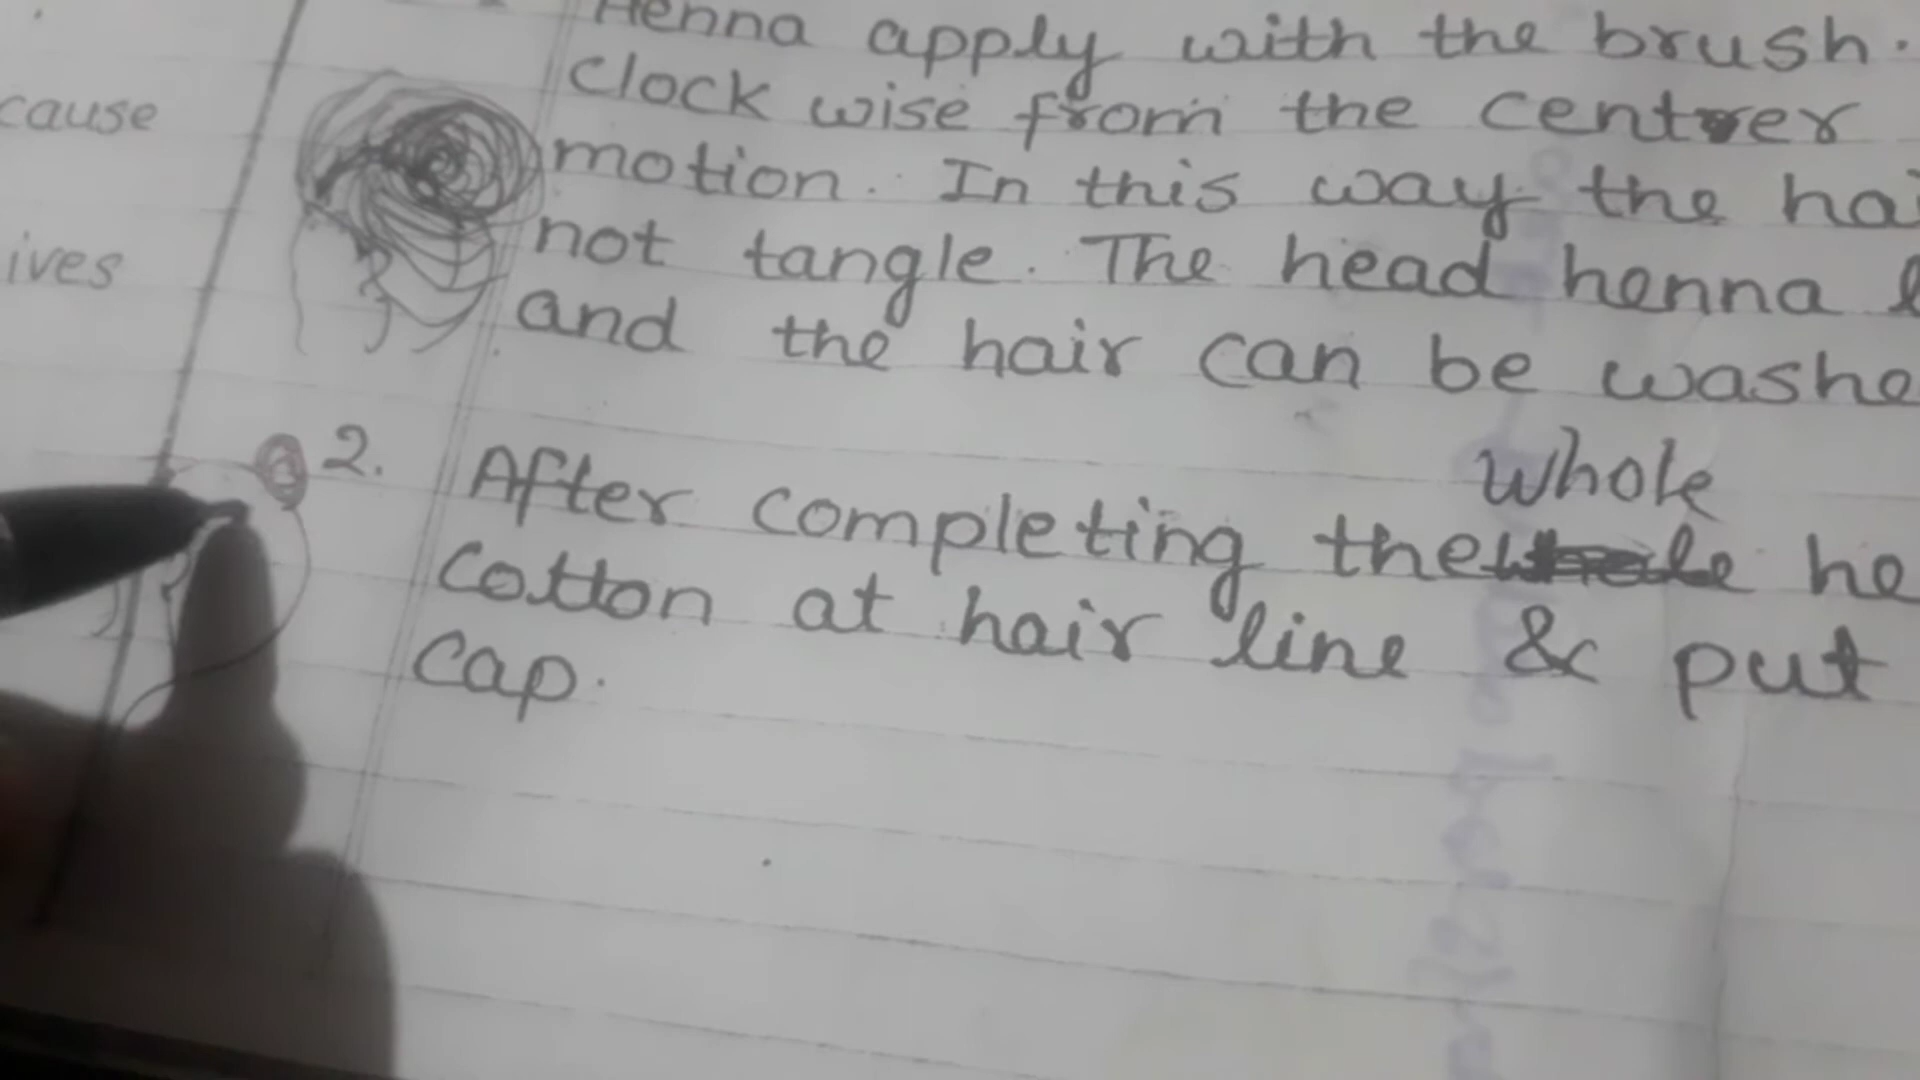 Henna apply with the brush.
cause
Clock wise from the center
motion. In this way the hai
ives
not tangle. The head henna
and the hair can be washe
2. After completing the whole he
cotton at hair line & put
cap.